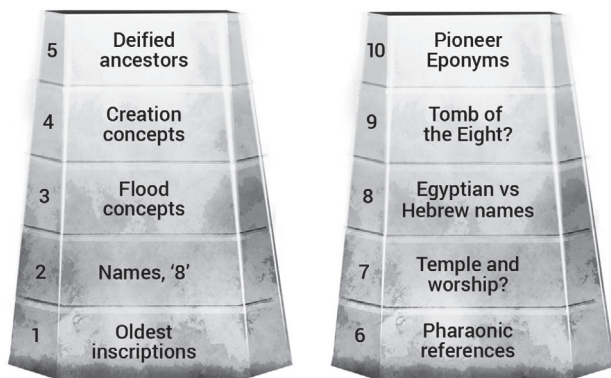 5 Deified
ancestors
4 Creation
concepts
3 Flood
concepts
2 Names, ‘8’
1 Oldest
inscriptions
10 Pioneer
Eponyms
9 Tomb of
the Eight?
8 Egyptian vs
Hebrew names
7 Temple and
worship?
6 Pharaonic
references